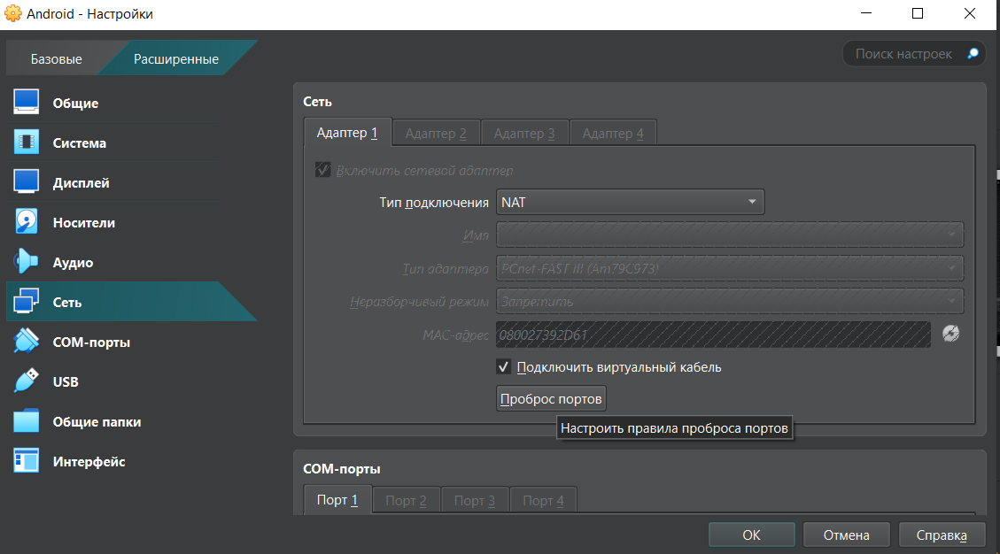 Android - Настройки
Базовые
Расширенные
Поиск настроек
Общие
Система
Дисплей
Носители
Аудио
Сеть
COM-порты
USB
Общие папки
Интерфейс
Сеть
Адаптер 1
Адаптер 2
Адаптер 3
Адаптер 4
Включить сетевой адаптер
Тип подключения NAT
Имя
Тип адаптера PCnet-FAST III (Am79C973)
Неразборчивый режим Запретить
MAC-адрес 080027392D61
Подключить виртуальный кабель
Проброс портов
Настроить правила проброса портов
COM-порты
Порт 1
Порт 2
Порт 3
Порт 4
OK
Отмена
Справка